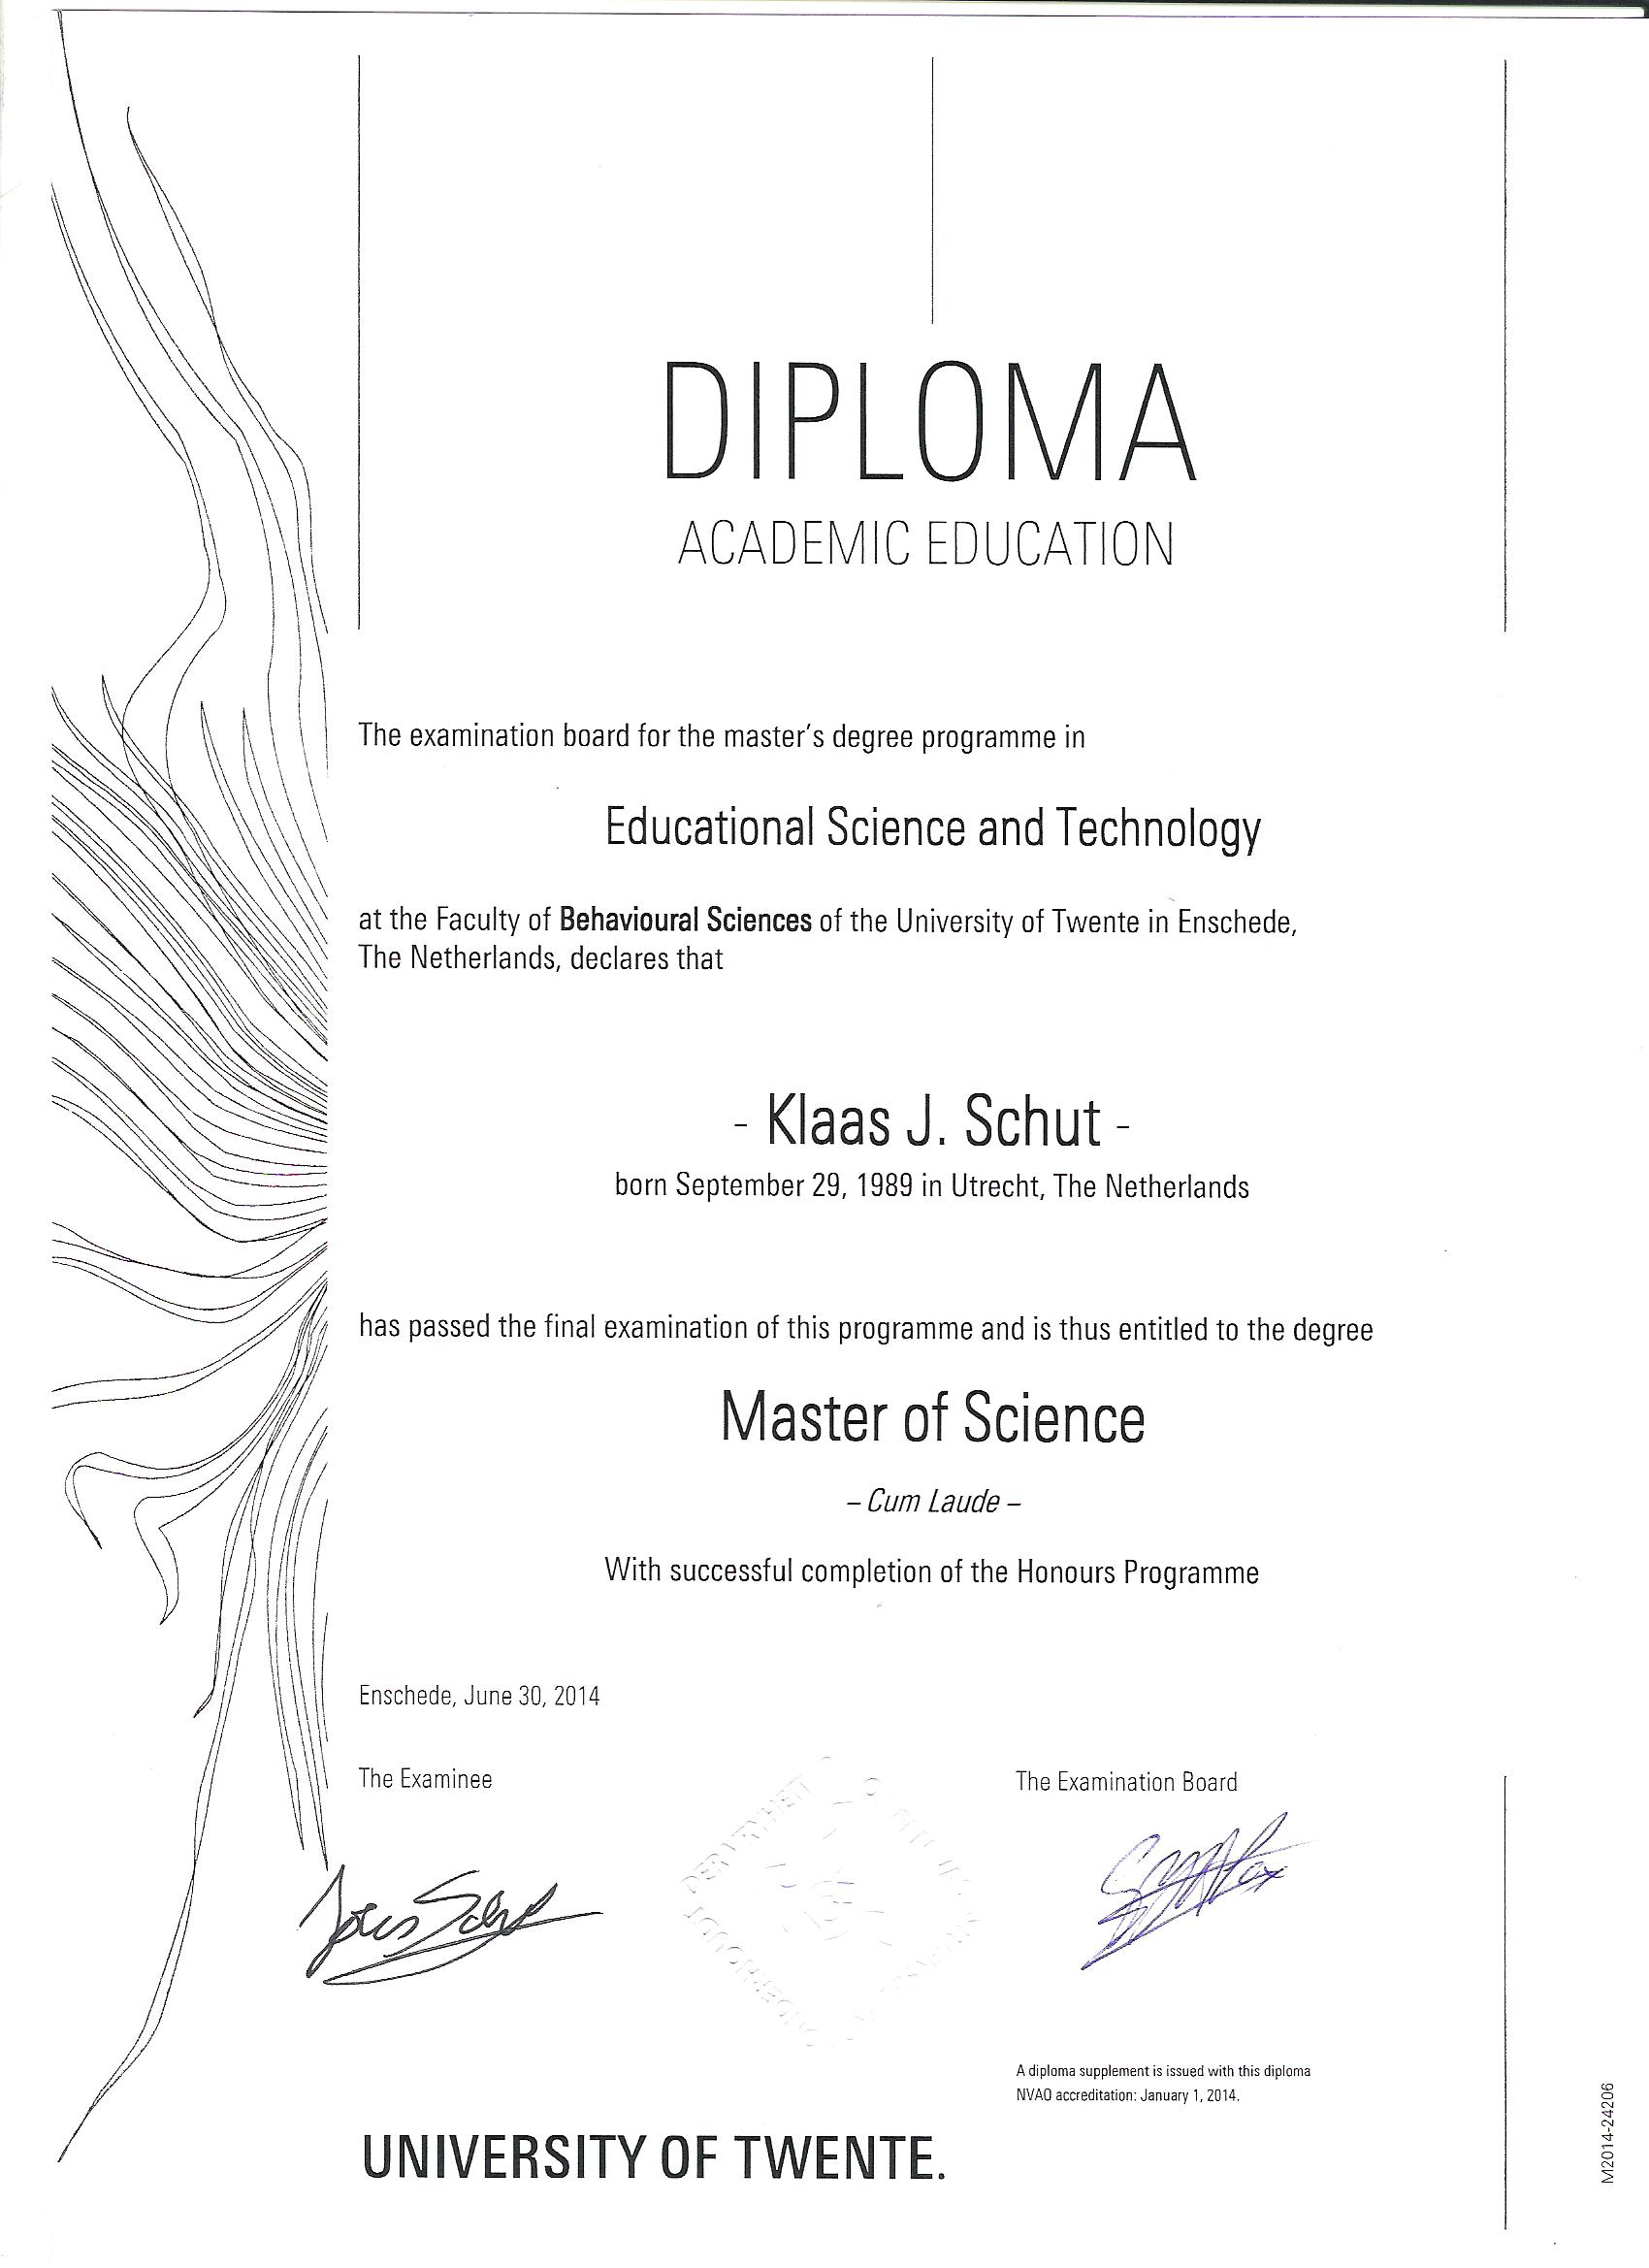 DIPLOMA
ACADEMIC EDUCATION
The examination board for the master's degree programme in
Educational Science and Technology
at the Faculty of Behavioural Sciences of the University of Twente in Enschede,
The Netherlands, declares that
- Klaas J. Schut -
born September 29, 1989 in Utrecht, The Netherlands
has passed the final examination of this programme and is thus entitled to the degree
Master of Science
– Cum Laude –
With successful completion of the Honours Programme
Enschede, June 30, 2014
The Examinee
The Examination Board
A diploma supplement is issued with this diploma
NVAO accreditation: January 1, 2014.
UNIVERSITY OF TWENTE.
M2014-24206